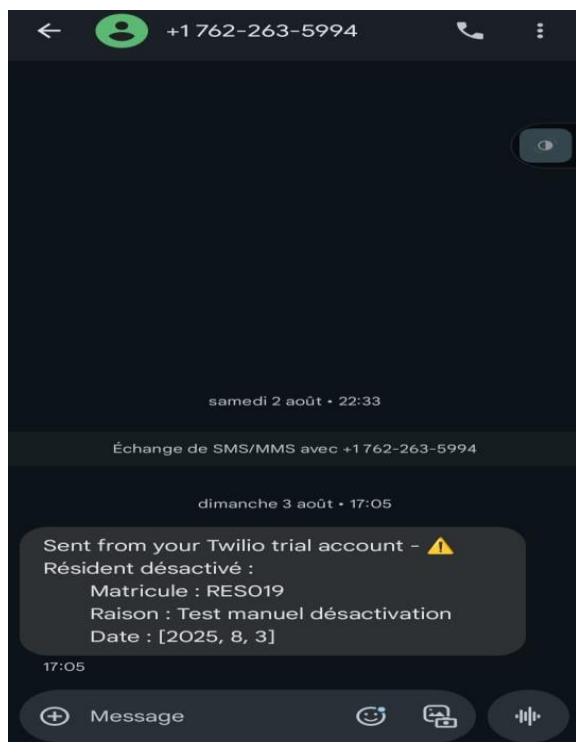 +1 762-263-5994
samedi 2 août • 22:33
Échange de SMS/MMS avec +1 762-263-5994
dimanche 3 août • 17:05
Sent from your Twilio trial account - ⚠️
Résident désactivé :
Matricule : RES019
Raison : Test manuel désactivation
Date : [2025, 8, 3]
17:05
Message